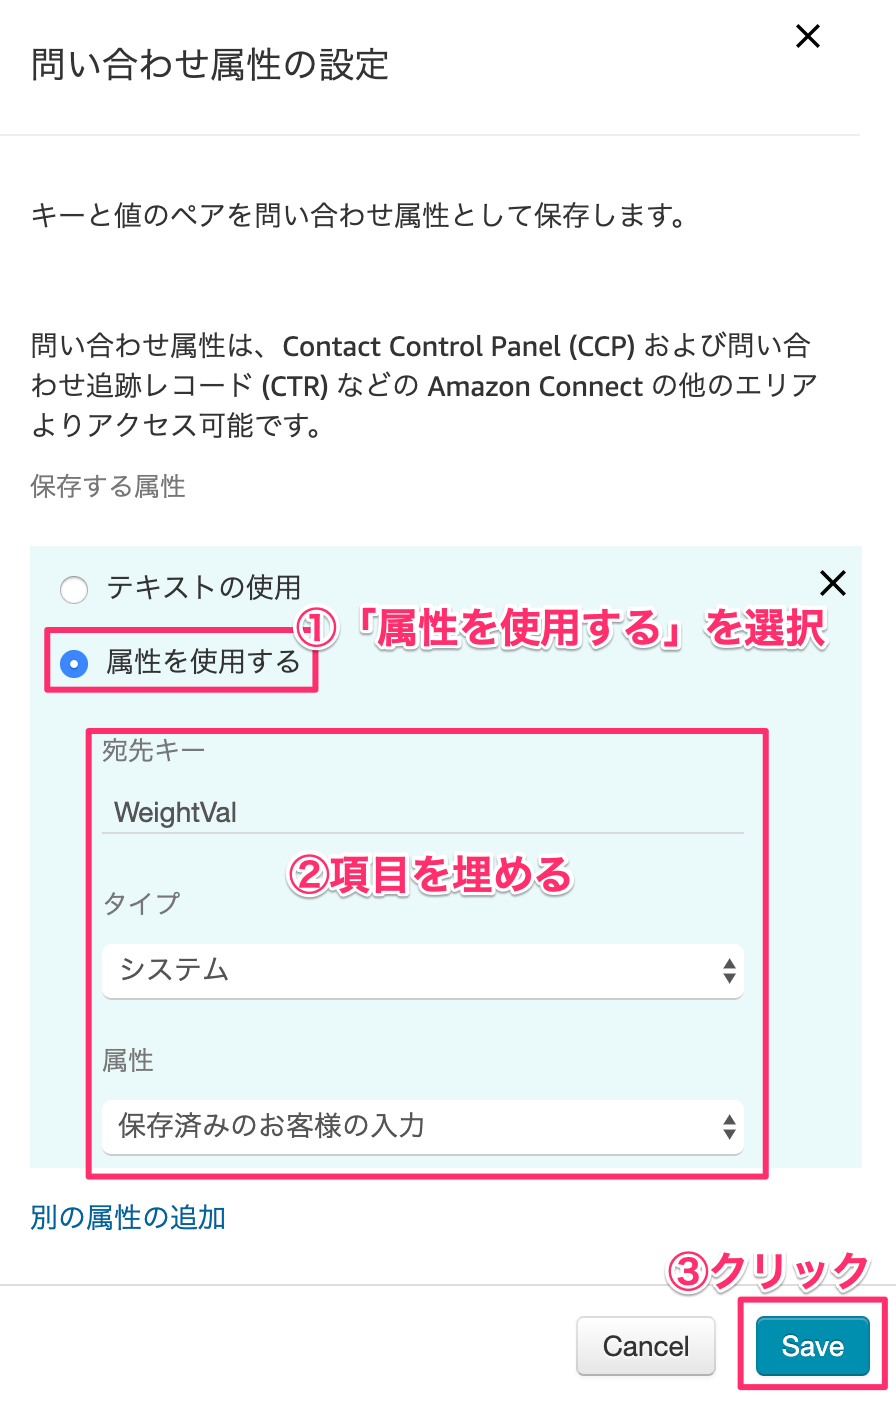 問い合わせ属性の設定
キーと値のペアを問い合わせ属性として保存します。
問い合わせ属性は、Contact Control Panel (CCP) および問い合
わせ追跡レコード (CTR) などの Amazon Connect の他のエリア
よりアクセス可能です。
保存する属性
テキストの使用
①「属性を使用する」を選択
属性を使用する
宛先キー
WeightVal
②項目を埋める
タイプ
システム
属性
保存済みのお客様の入力
別の属性の追加
③クリック
Cancel
Save